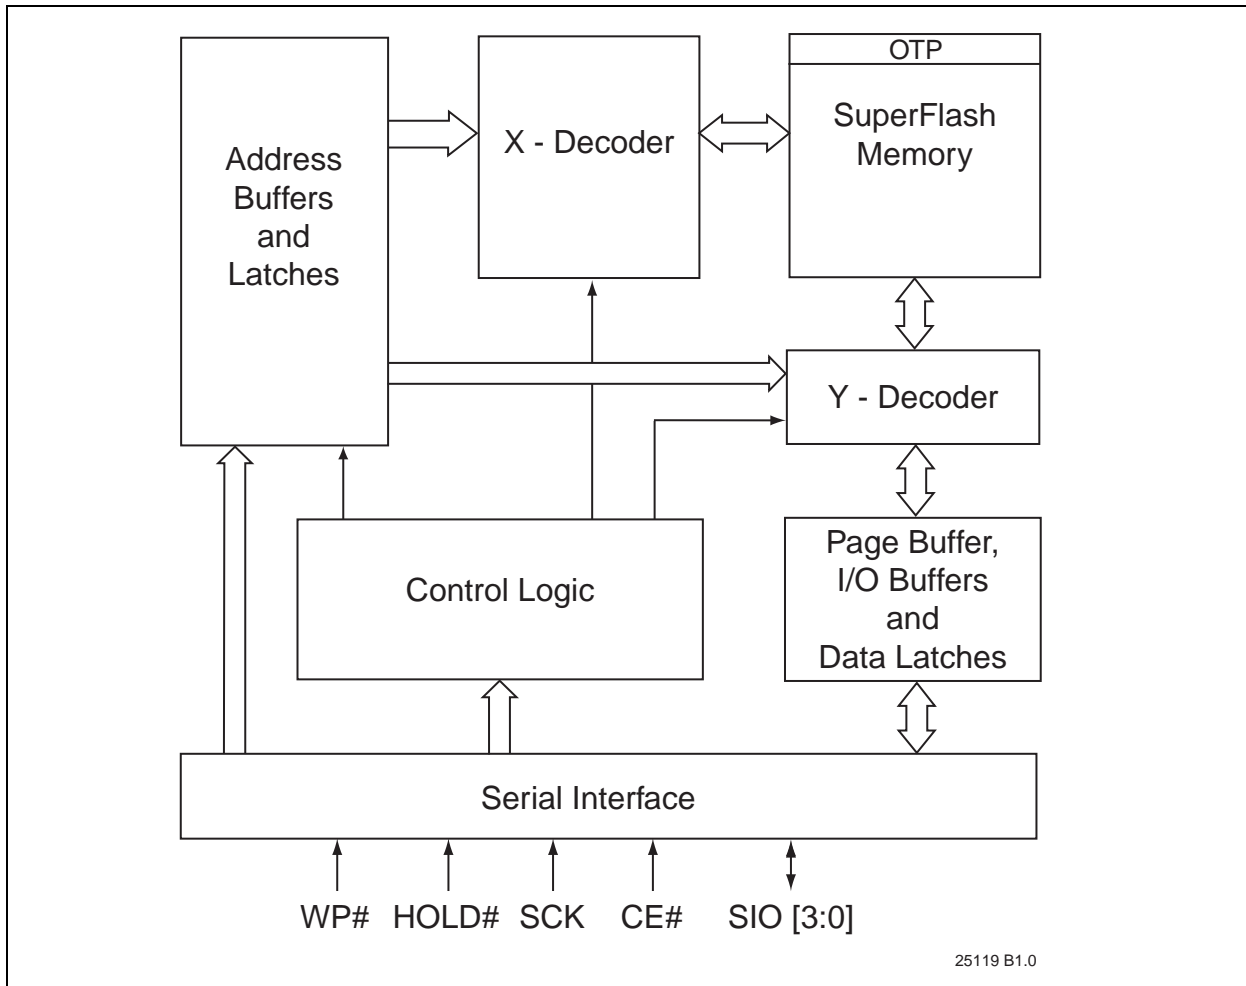 OTP
SuperFlash
Memory
X - Decoder
Address
Buffers
and
Latches
Y - Decoder
Page Buffer,
I/O Buffers
and
Data Latches
Control Logic
Serial Interface
WP# HOLD# SCK CE# SIO [3:0]
25119 B1.0